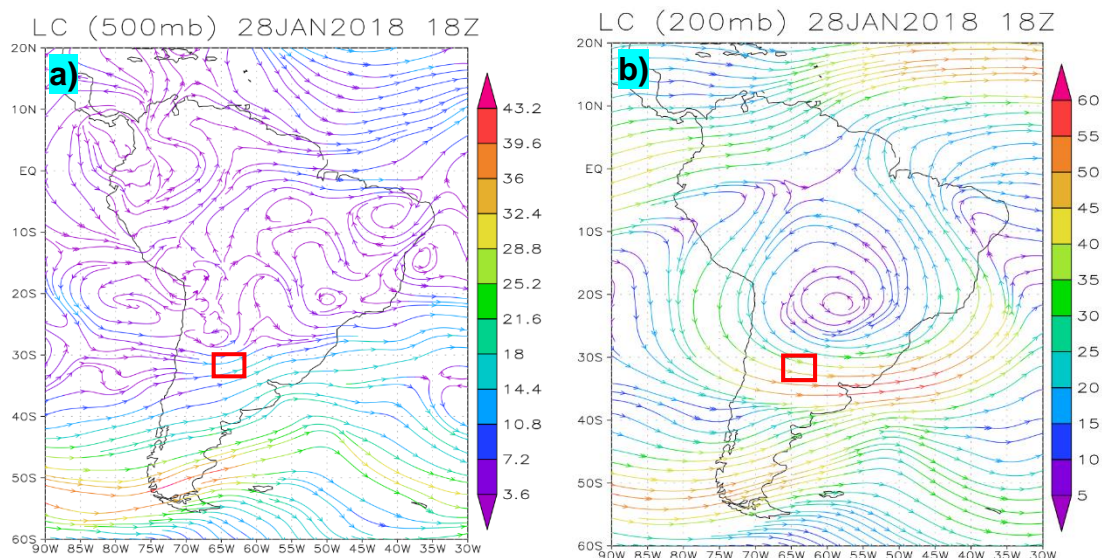 LC (500mb) 28JAN2018 18Z
a)
20N
10N
EQ
10S
20S
30S
40S
50S
60S
90W 85W 80W 75W 70W 65W 60W 55W 50W 45W 40W 35W 30W
43.2
39.6
36
32.4
28.8
25.2
21.6
18
14.4
10.8
7.2
3.6
LC (200mb) 28JAN2018 18Z
b)
20N
10N
EQ
10S
20S
30S
40S
50S
60S
90W 85W 80W 75W 70W 65W 60W 55W 50W 45W 40W 35W 30W
60
55
50
45
40
35
30
25
20
15
10
5